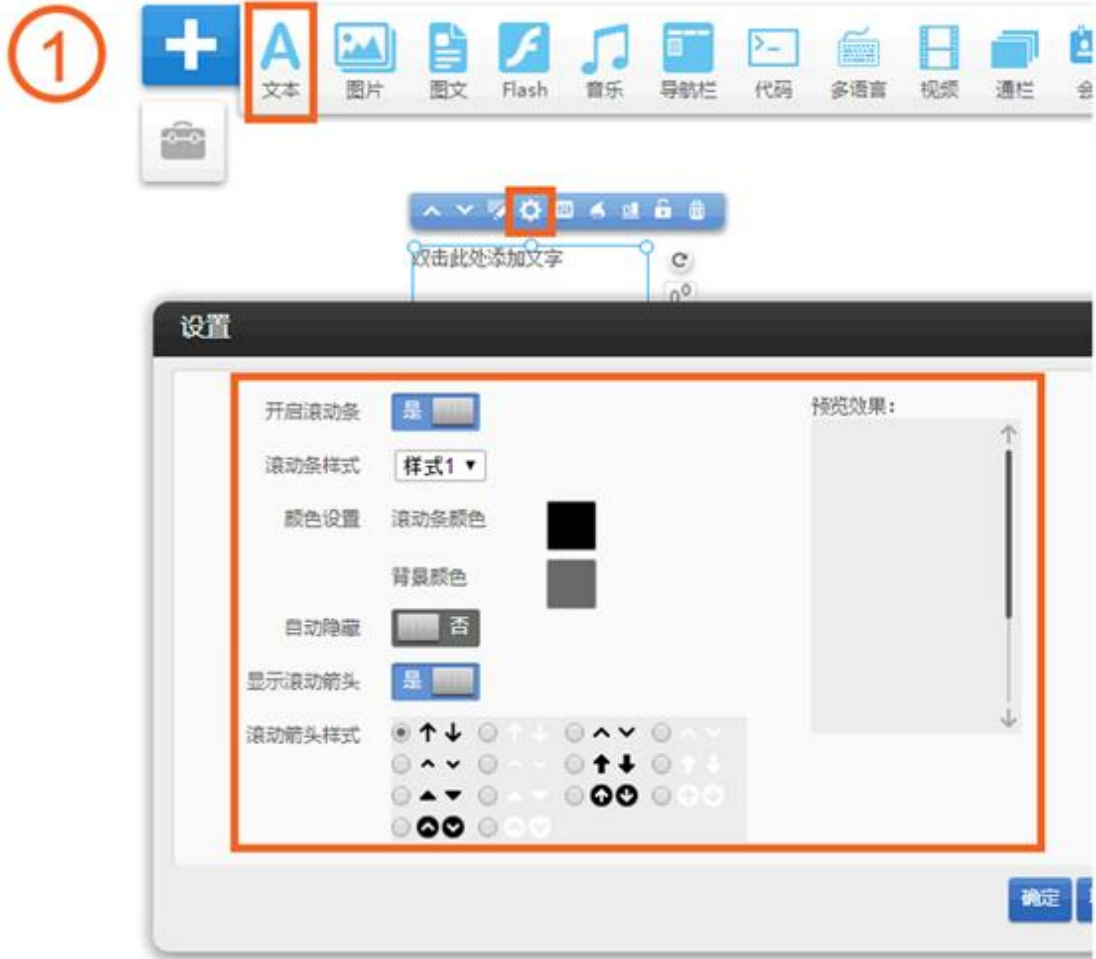 1
文本 图片 图文 Flash 音乐 导航栏 代码 多语言 视频 通栏 会
双击此处添加文字
0°
设置
开启滚动条 是 预览效果:
滚动条样式 样式1
颜色设置 滚动条颜色
背景颜色
自动隐藏 否
显示滚动箭头 是
滚动箭头样式
确定